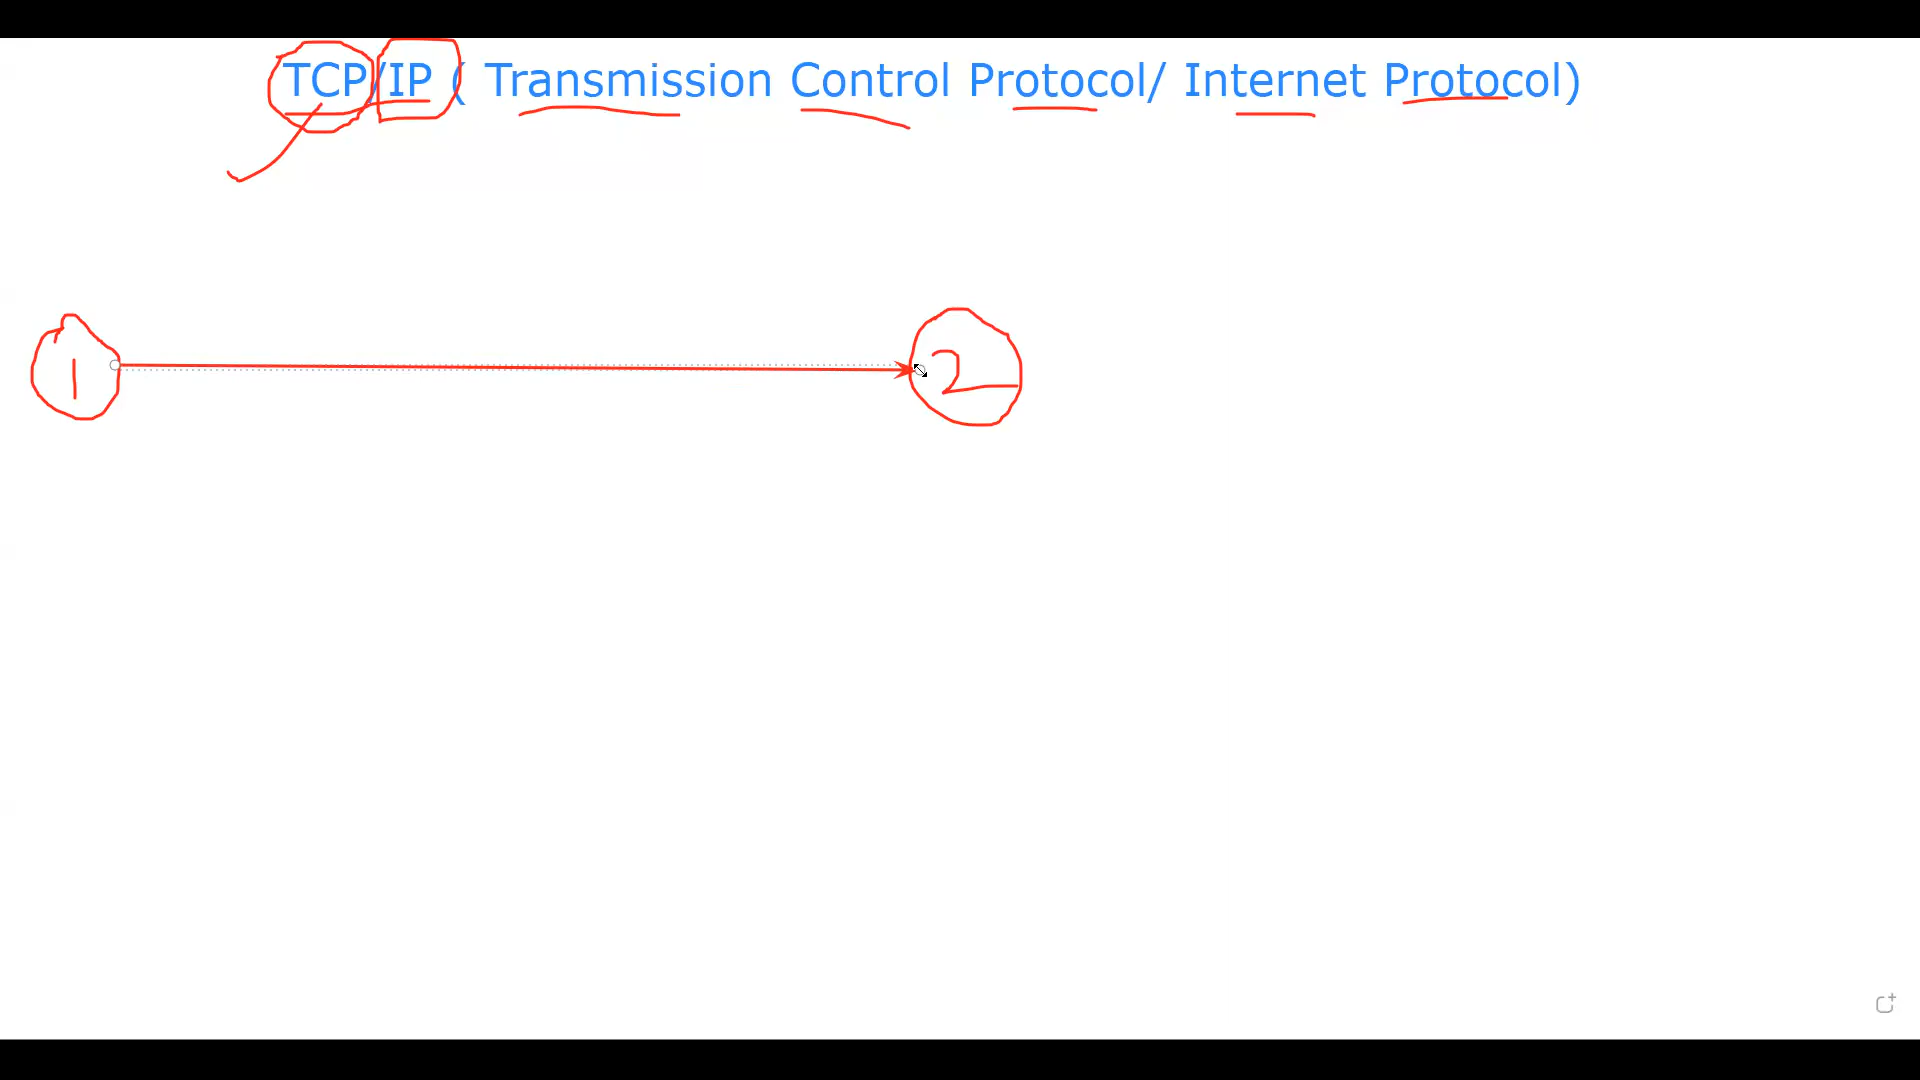 TCP/IP ( Transmission Control Protocol/ Internet Protocol)
1 2